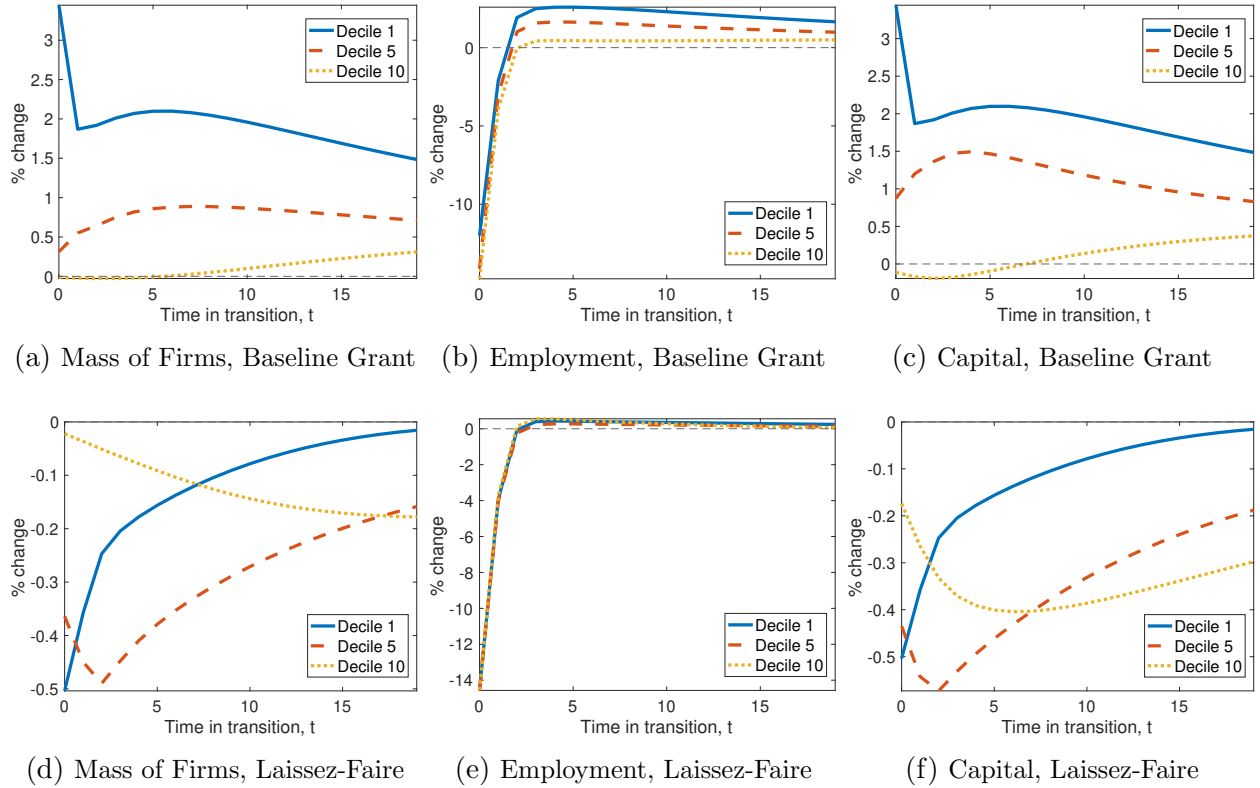 % change
3
2.5
2
1.5
1
0.5
0
0 5 10 15
Time in transition, t
Decile 1
Decile 5
Decile 10
(a) Mass of Firms, Baseline Grant
% change
0
-5
-10
0 5 10 15
Time in transition, t
Decile 1
Decile 5
Decile 10
(b) Employment, Baseline Grant
% change
3
2.5
2
1.5
1
0.5
0
0 5 10 15
Time in transition, t
Decile 1
Decile 5
Decile 10
(c) Capital, Baseline Grant
% change
0
-0.1
-0.2
-0.3
-0.4
-0.5
0 5 10 15
Time in transition, t
Decile 1
Decile 5
Decile 10
(d) Mass of Firms, Laissez-Faire
% change
0
-2
-4
-6
-8
-10
-12
-14
0 5 10 15
Time in transition, t
Decile 1
Decile 5
Decile 10
(e) Employment, Laissez-Faire
% change
0
-0.1
-0.2
-0.3
-0.4
-0.5
0 5 10 15
Time in transition, t
Decile 1
Decile 5
Decile 10
(f) Capital, Laissez-Faire